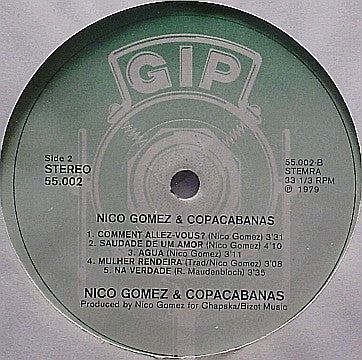 GIP
Side 2
STEREO
55.002
55.002-B
STEMRA
33 1/3 RPM
℗ 1979
NICO GOMEZ & COPACABANAS
1. COMMENT ALLEZ-VOUS? (Nico Gomez) 3'31
2. SAUDADE DE UM AMOR (Nico Gomez) 4'10
3. AGUA (Nico Gomez) 3'11
4. MULHER RENDEIRA (Trad/Nico Gomez) 3'08
5. NA VERDADE (R. Maudenbloch) 3'35
NICO GOMEZ & COPACABANAS
Produced by Nico Gomez for Chapska/Bizet Music